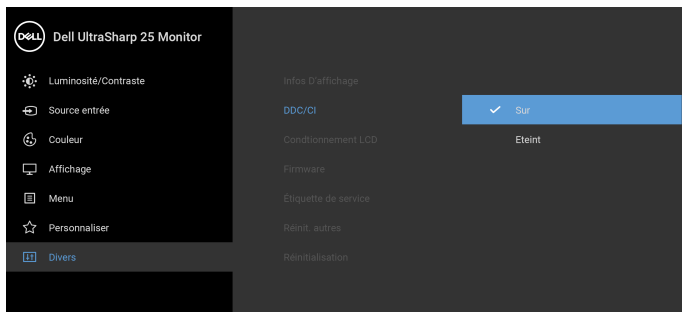 DELL
Dell UltraSharp 25 Monitor
Luminosité/Contraste
Source entrée
Couleur
Affichage
Menu
Personnaliser
Divers
Infos D'affichage
DDC/CI
Condtionnement LCD
Firmware
Étiquette de service
Réinit. autres
Réinitialisation
Sur
Eteint